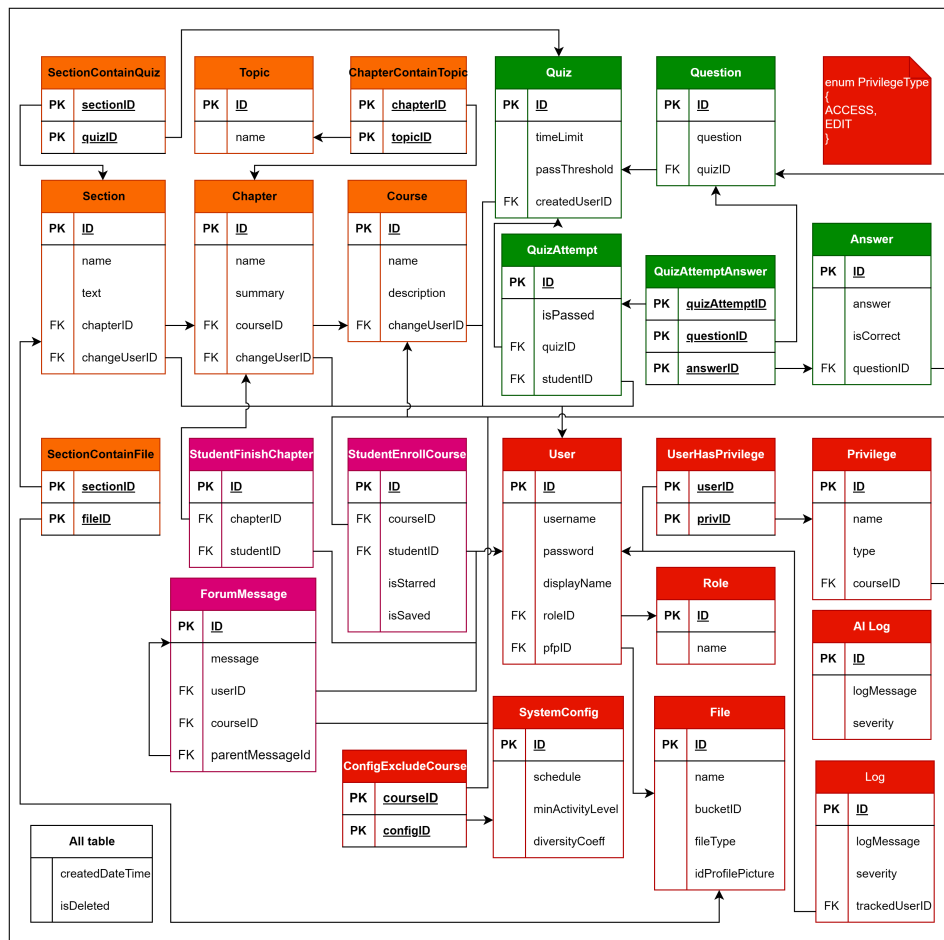 SectionContainQuiz
PK sectionID
PK quizID
Topic
PK ID
name
ChapterContainTopic
PK chapterID
PK topicID
Quiz
PK ID
timeLimit
passThreshold
FK createdUserID
Question
PK ID
question
FK quizID
enum PrivilegeType
{
ACCESS,
EDIT
}
Section
PK ID
name
text
FK chapterID
FK changeUserID
Chapter
PK ID
name
summary
FK courseID
FK changeUserID
Course
PK ID
name
description
FK changeUserID
QuizAttempt
PK ID
isPassed
FK quizID
FK studentID
QuizAttemptAnswer
PK quizAttemptID
PK questionID
PK answerID
Answer
PK ID
answer
isCorrect
FK questionID
SectionContainFile
PK sectionID
PK fileID
StudentFinishChapter
PK ID
FK chapterID
FK studentID
StudentEnrollCourse
PK ID
FK courseID
FK studentID
isStarred
isSaved
User
PK ID
username
password
displayName
FK roleID
FK pfpID
UserHasPrivilege
PK userID
PK privID
Privilege
PK ID
name
type
FK courseID
ForumMessage
PK ID
message
FK userID
FK courseID
FK parentMessageId
Role
PK ID
name
AI Log
PK ID
logMessage
severity
SystemConfig
PK ID
schedule
minActivityLevel
diversityCoeff
File
PK ID
name
bucketID
fileType
idProfilePicture
ConfigExcludeCourse
PK courseID
PK configID
Log
PK ID
logMessage
severity
FK trackedUserID
All table
createdDateTime
isDeleted